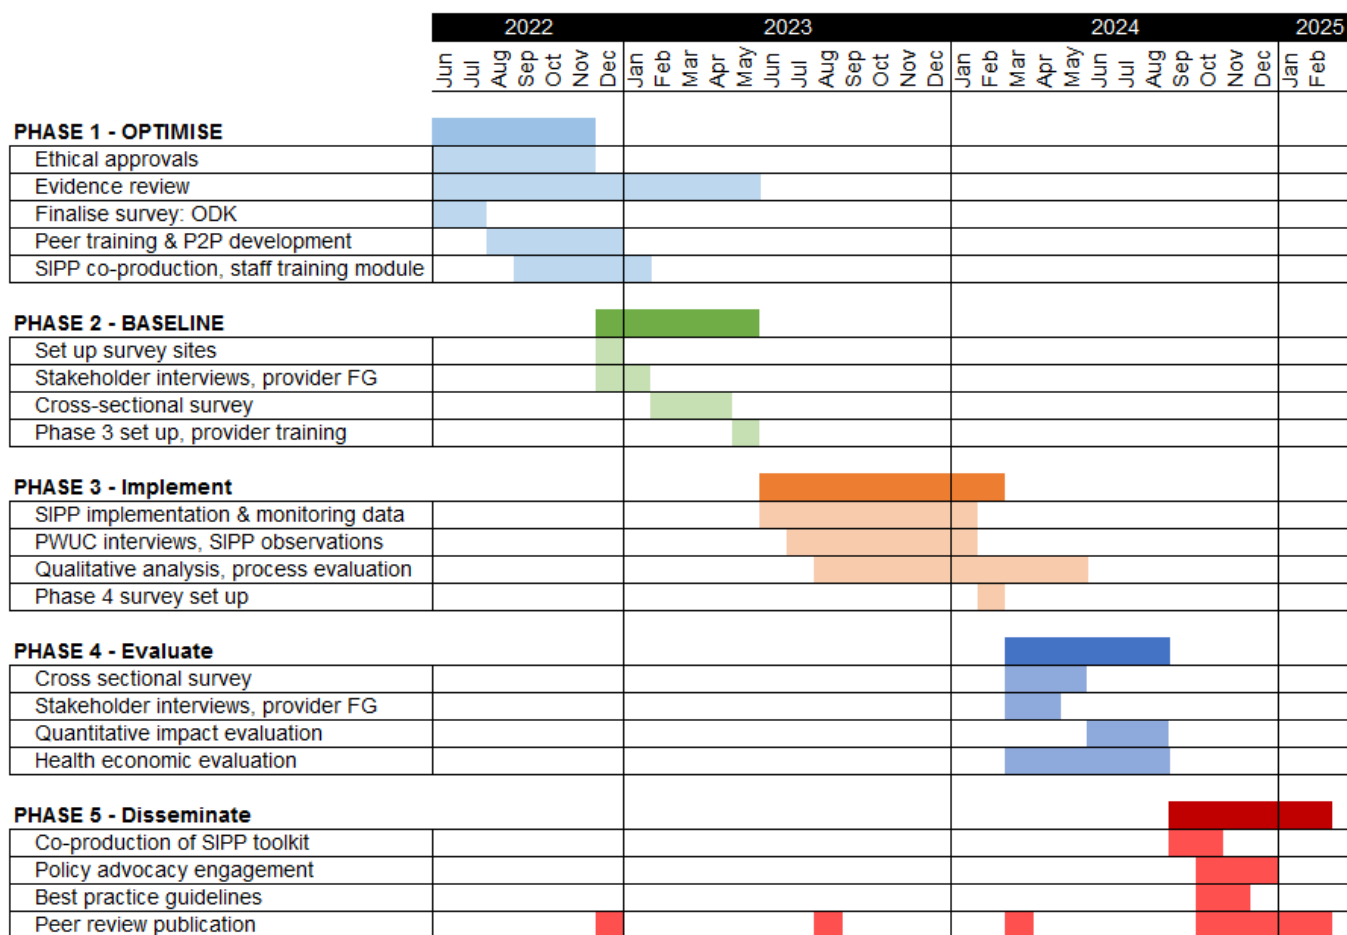 2022 2023 2024 2025
Jun Jul Aug Sep Oct Nov Dec Jan Feb Mar Apr May Jun Jul Aug Sep Oct Nov Dec Jan Feb Mar Apr May Jun Jul Aug Sep Oct Nov Dec Jan Feb
PHASE 1 - OPTIMISE
Ethical approvals
Evidence review
Finalise survey: ODK
Peer training & P2P development
SIPP co-production, staff training module
PHASE 2 - BASELINE
Set up survey sites
Stakeholder interviews, provider FG
Cross-sectional survey
Phase 3 set up, provider training
PHASE 3 - Implement
SIPP implementation & monitoring data
PWUC interviews, SIPP observations
Qualitative analysis, process evaluation
Phase 4 survey set up
PHASE 4 - Evaluate
Cross sectional survey
Stakeholder interviews, provider FG
Quantitative impact evaluation
Health economic evaluation
PHASE 5 - Disseminate
Co-production of SIPP toolkit
Policy advocacy engagement
Best practice guidelines
Peer review publication